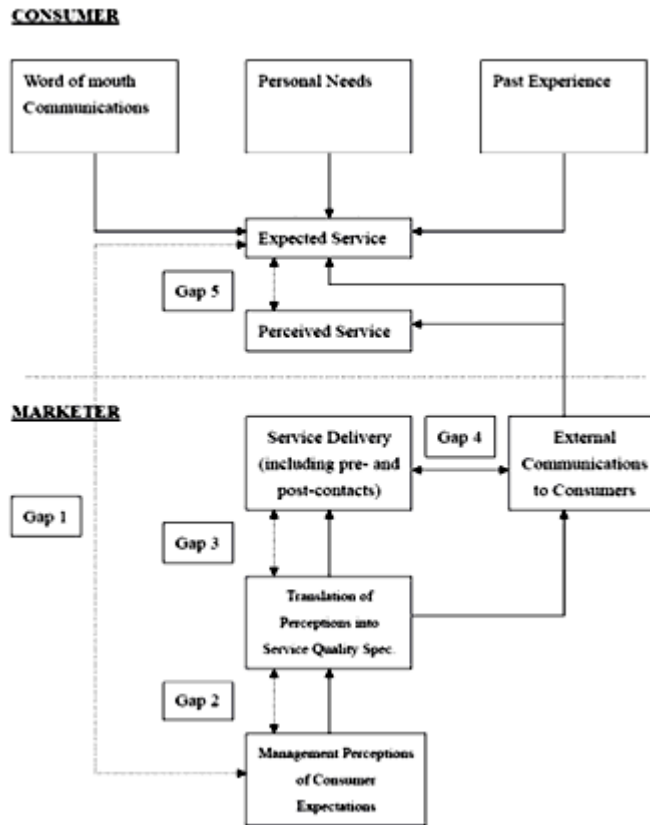 CONSUMER
Word of mouth
Communications
Personal Needs
Past Experience
Expected Service
Gap 5
Perceived Service
MARKETER
Service Delivery
(including pre- and
post-contacts)
Gap 4
External
Communications
to Consumers
Gap 1
Gap 3
Translation of
Perceptions into
Service Quality Spec.
Gap 2
Management Perceptions
of Consumer
Expectations